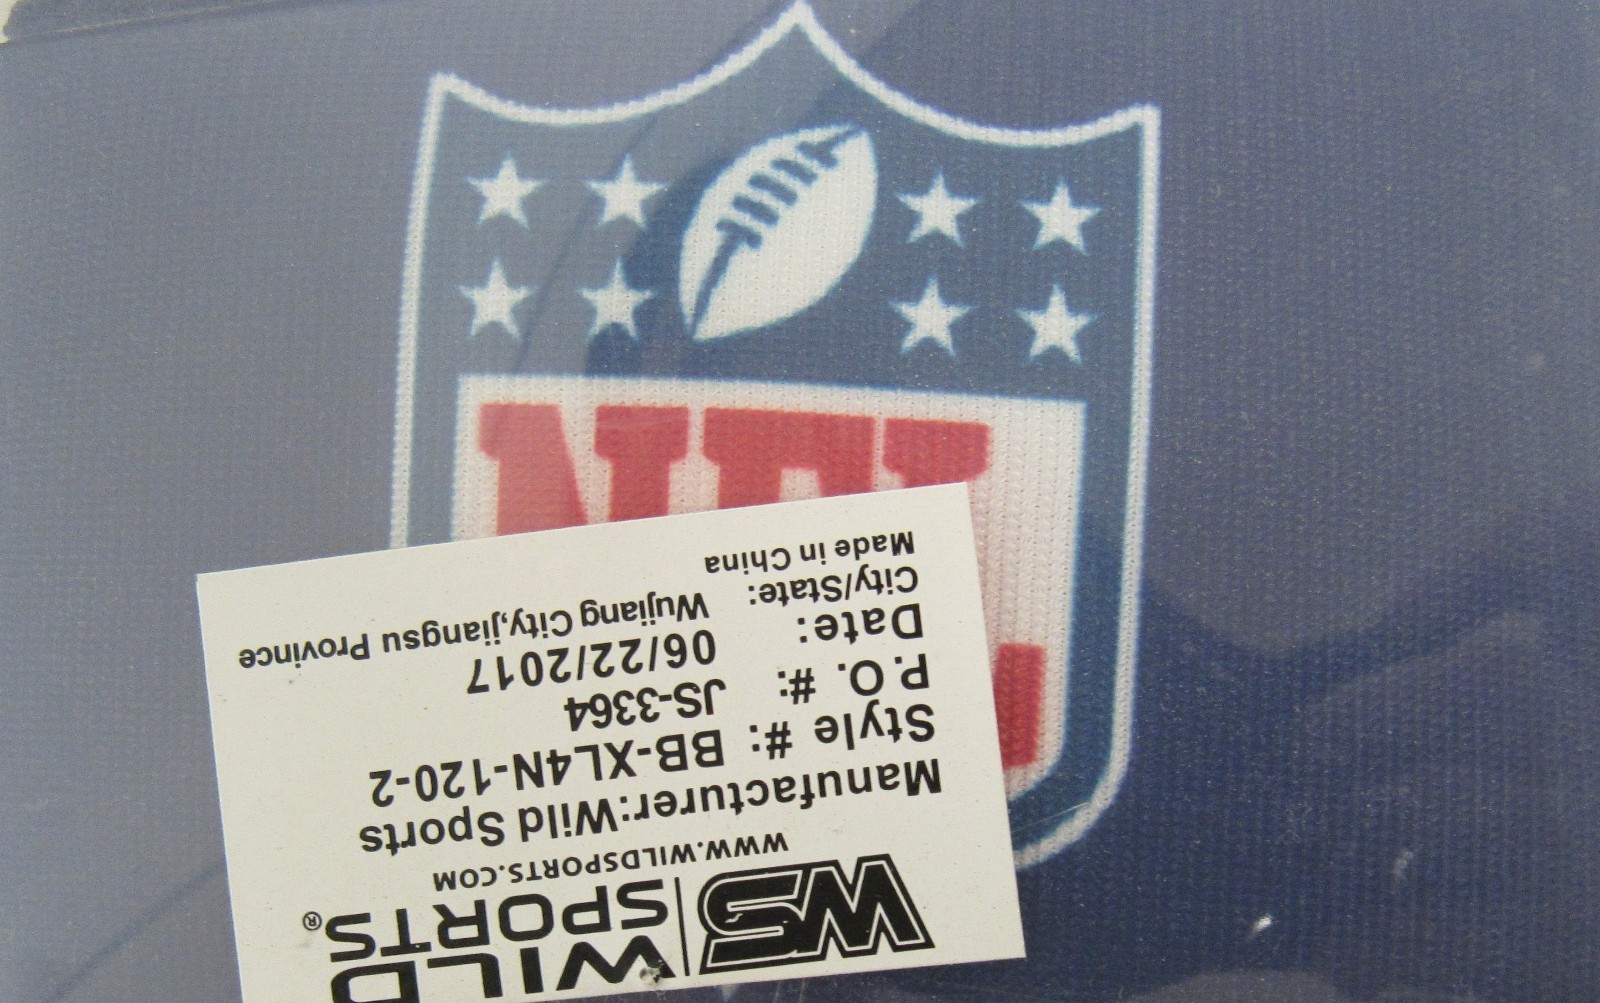 NFL
WILD
SPORTS®
WS
WWW.WILDSPORTS.COM
Manufacturer:Wild Sports
Style #: BB-XL4N-120-2
P.O. #: JS-3364
Date: 06/22/2017
City/State: Wujiang City,jiangsu Province
Made in China